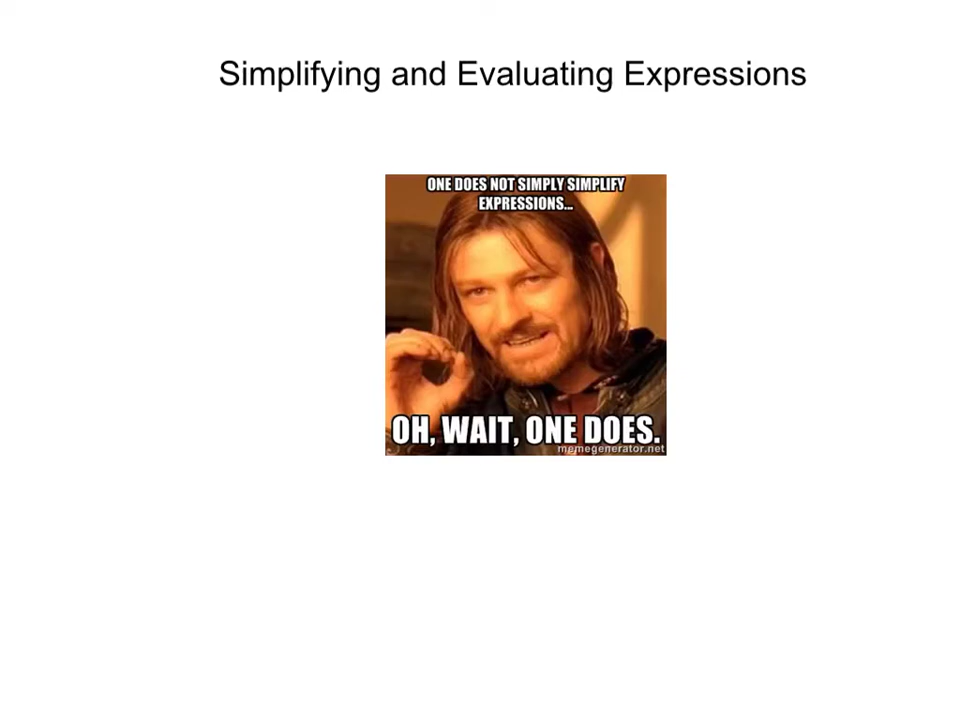 Simplifying and Evaluating Expressions
ONE DOES NOT SIMPLY SIMPLIFY
EXPRESSIONS...
OH, WAIT, ONE DOES.
memegenerator.net